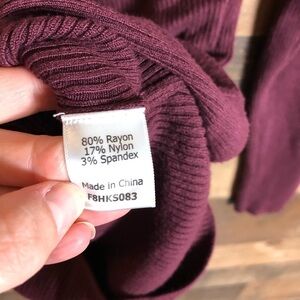 80% Rayon
17% Nylon
3% Spandex
Made in China
F8HKS083